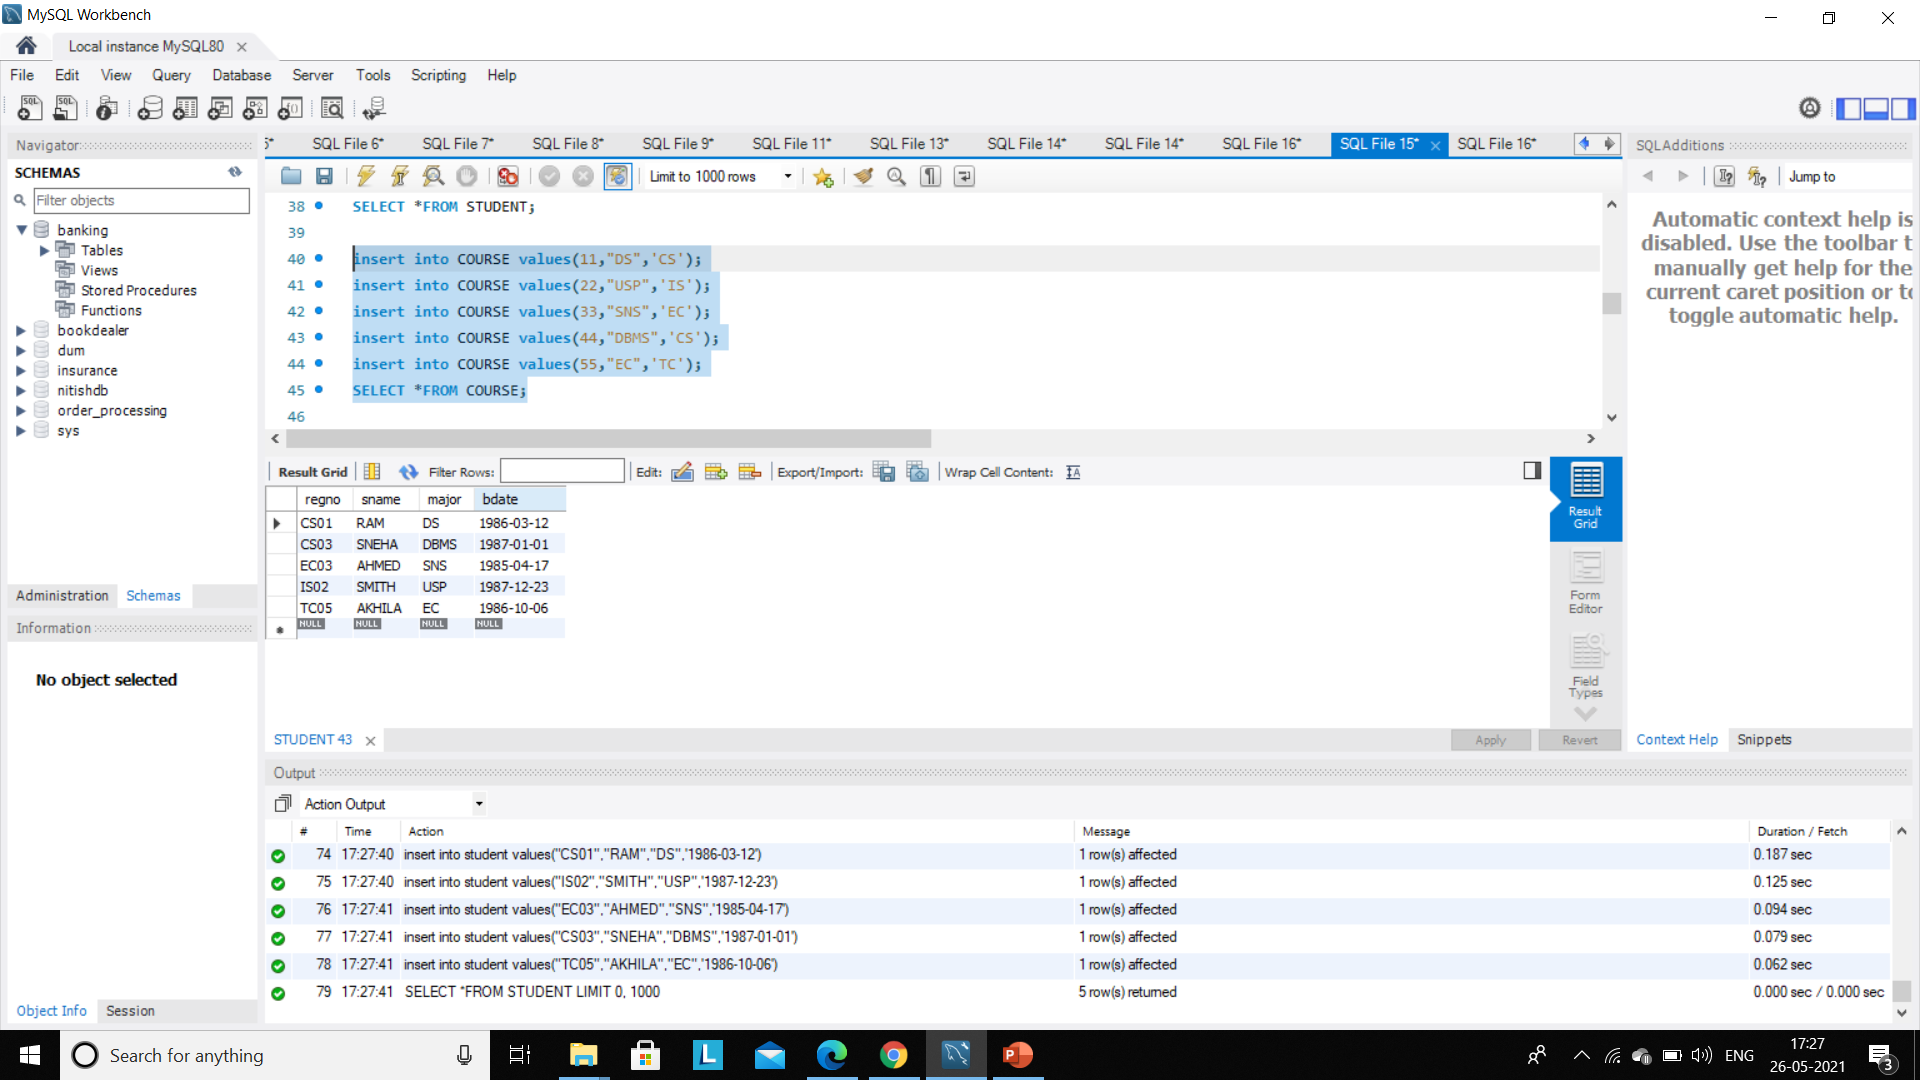 MySQL Workbench
Local instance MySQL80
File Edit View Query Database Server Tools Scripting Help
Navigator
SCHEMAS
Filter objects
banking
Tables
Views
Stored Procedures
Functions
bookdealer
dum
insurance
nitishdb
order_processing
sys
Administration Schemas
Information
No object selected
Object Info Session
5* SQL File 6* SQL File 7* SQL File 8* SQL File 9* SQL File 11* SQL File 13* SQL File 14* SQL File 14* SQL File 16* SQL File 15* SQL File 16*
Limit to 1000 rows
38 SELECT *FROM STUDENT;
39
40 insert into COURSE values(11,"DS",'CS');
41 insert into COURSE values(22,"USP",'IS');
42 insert into COURSE values(33,"SNS",'EC');
43 insert into COURSE values(44,"DBMS",'CS');
44 insert into COURSE values(55,"EC",'TC');
45 SELECT *FROM COURSE;
46
Result Grid Filter Rows: Edit: Export/Import: Wrap Cell Content:
regno sname major bdate
CS01 RAM DS 1986-03-12
CS03 SNEHA DBMS 1987-01-01
EC03 AHMED SNS 1985-04-17
IS02 SMITH USP 1987-12-23
TC05 AKHILA EC 1986-10-06
NULL NULL NULL NULL
Result
Grid
Form
Editor
Field
Types
STUDENT 43
Apply Revert
SQLAdditions
Jump to
Automatic context help is
disabled. Use the toolbar t
manually get help for the
current caret position or to
toggle automatic help.
Context Help Snippets
Output
Action Output
# Time Action Message Duration / Fetch
74 17:27:40 insert into student values("CS01","RAM","DS",'1986-03-12') 1 row(s) affected 0.187 sec
75 17:27:40 insert into student values("IS02","SMITH","USP",'1987-12-23') 1 row(s) affected 0.125 sec
76 17:27:41 insert into student values("EC03","AHMED","SNS",'1985-04-17') 1 row(s) affected 0.094 sec
77 17:27:41 insert into student values("CS03","SNEHA","DBMS",'1987-01-01') 1 row(s) affected 0.079 sec
78 17:27:41 insert into student values("TC05","AKHILA","EC",'1986-10-06') 1 row(s) affected 0.062 sec
79 17:27:41 SELECT *FROM STUDENT LIMIT 0, 1000 5 row(s) returned 0.000 sec / 0.000 sec
Search for anything
ENG
17:27
26-05-2021
3